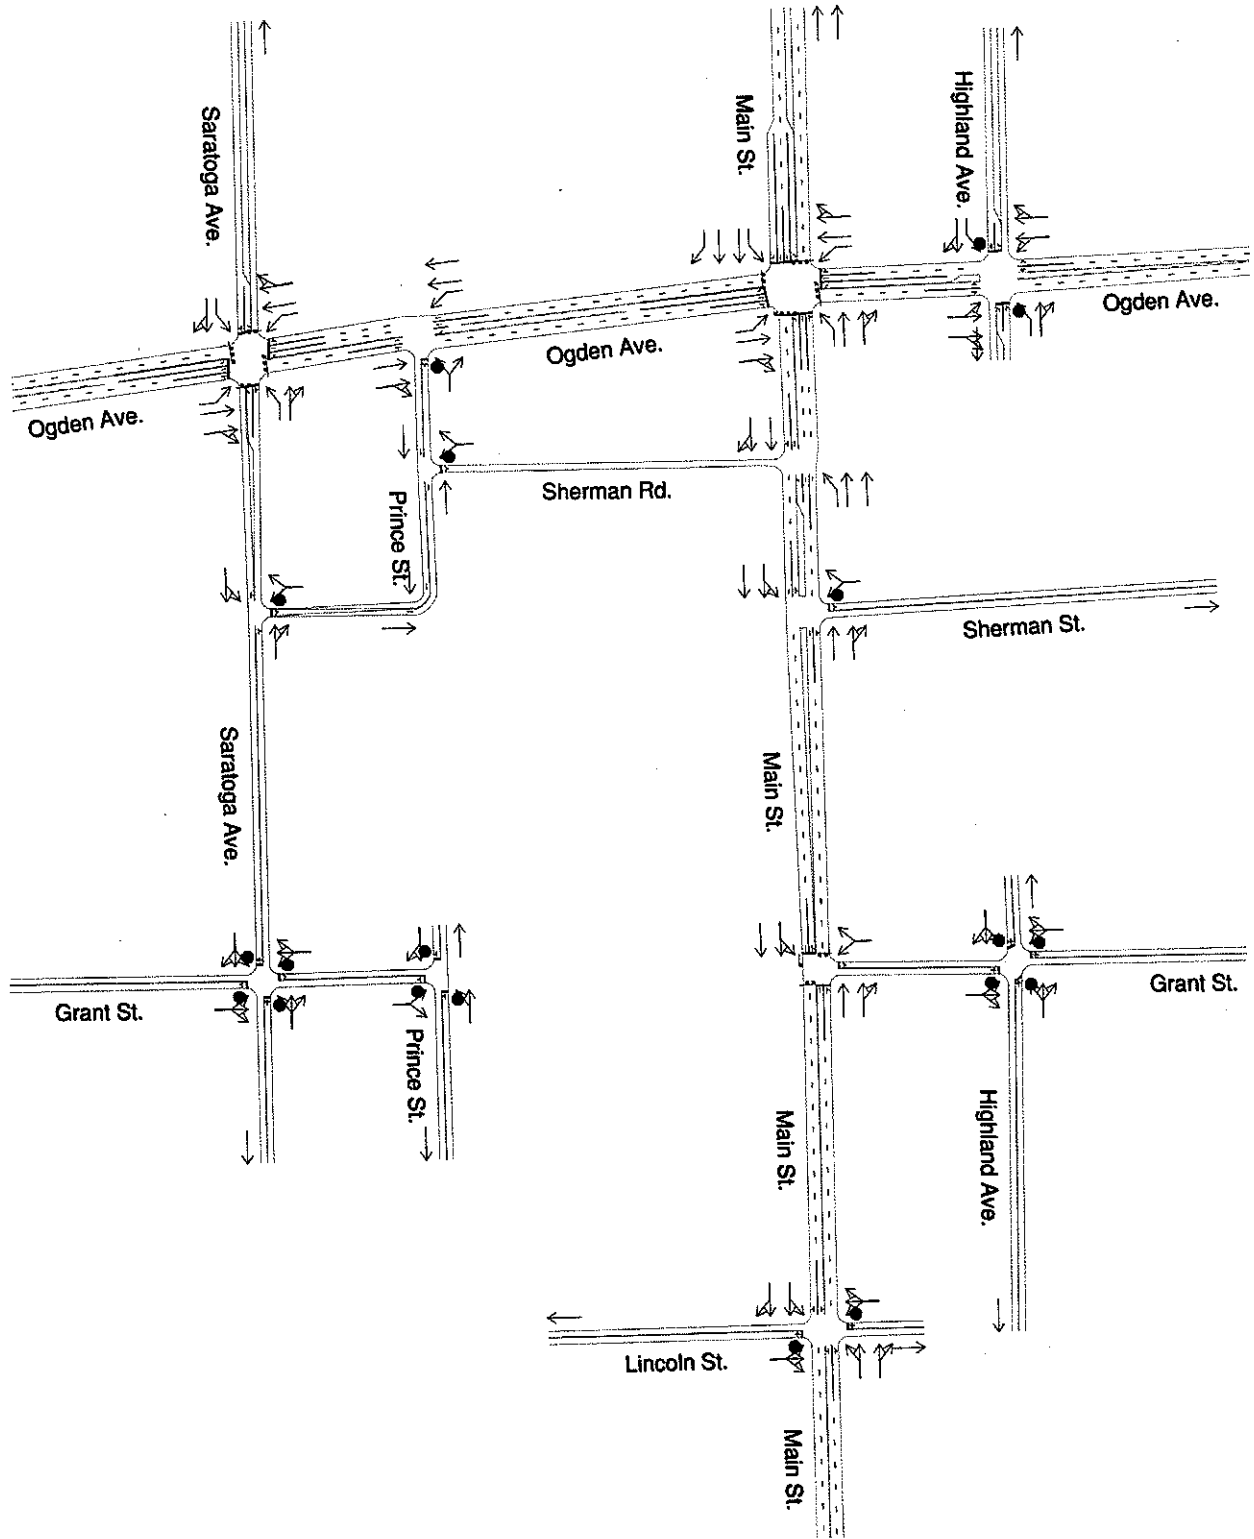 Saratoga Ave.
Main St.
Highland Ave.
Ogden Ave.
Ogden Ave.
Ogden Ave.
Prince St.
Sherman Rd.
Sherman St.
Saratoga Ave.
Main St.
Grant St.
Prince St.
Grant St.
Main St.
Highland Ave.
Lincoln St.
Main St.